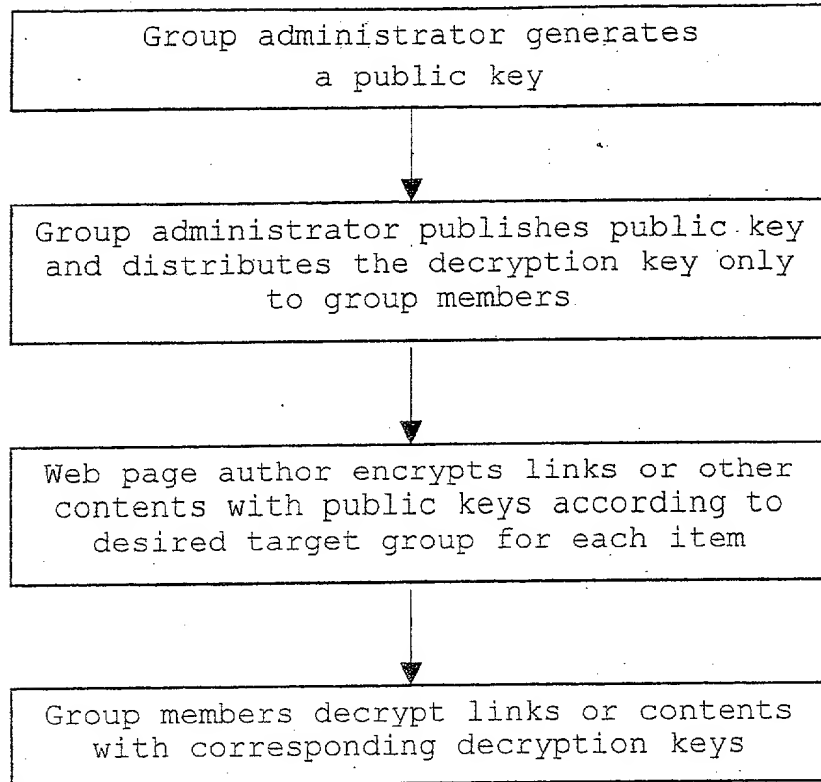 Group administrator generates
a public key
Group administrator publishes public key
and distributes the decryption key only
to group members
Web page author encrypts links or other
contents with public keys according to
desired target group for each item
Group members decrypt links or contents
with corresponding decryption keys